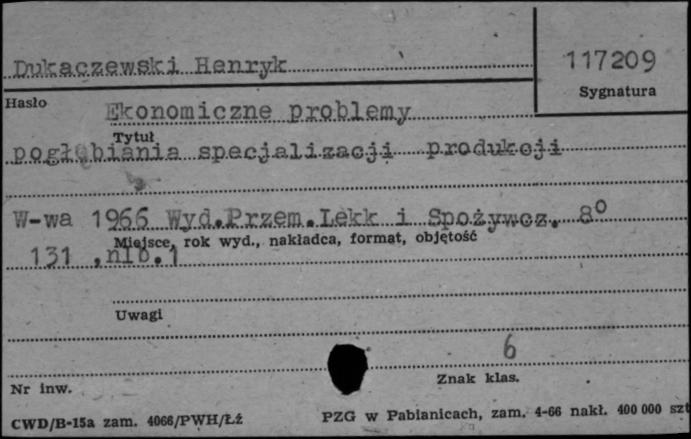 Dukaczewski Henryk
117209
Hasło
Sygnatura
Ekonomiczne problemy
Tytuł
pogłębiania specjalizacji produkcji
W-wa 1966 Wyd.Przem.Lekk i Spożywcz. 8°
Miejsce, rok wyd., nakładca, format, objętość
131 ,nlb.1
Uwagi
6
Nr inw.
Znak klas.
CWD/B-15a zam. 4066/PWH/Łź
PZG w Pabianicach, zam. 4-66 nakł. 400 000 szt